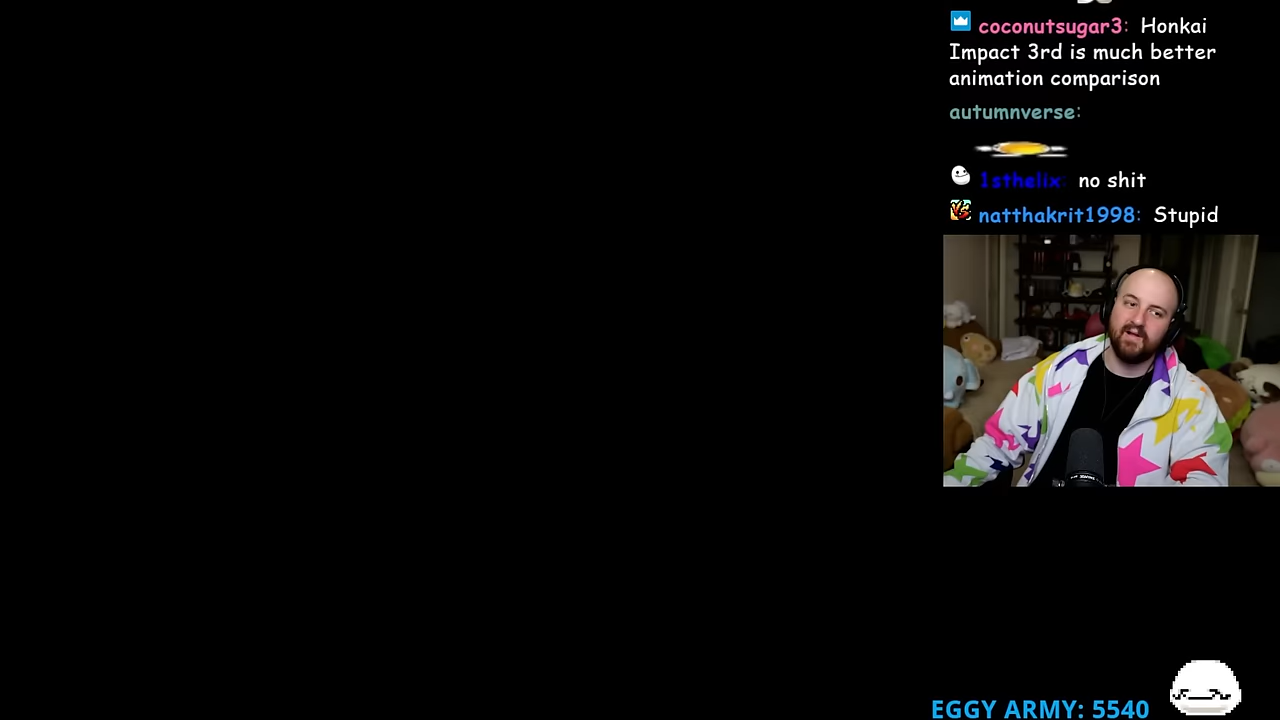 coconutsugar3: Honkai
Impact 3rd is much better
animation comparison
autumnverse:
1sthelix: no shit
natthakrit1998: Stupid
EGGY ARMY: 5540